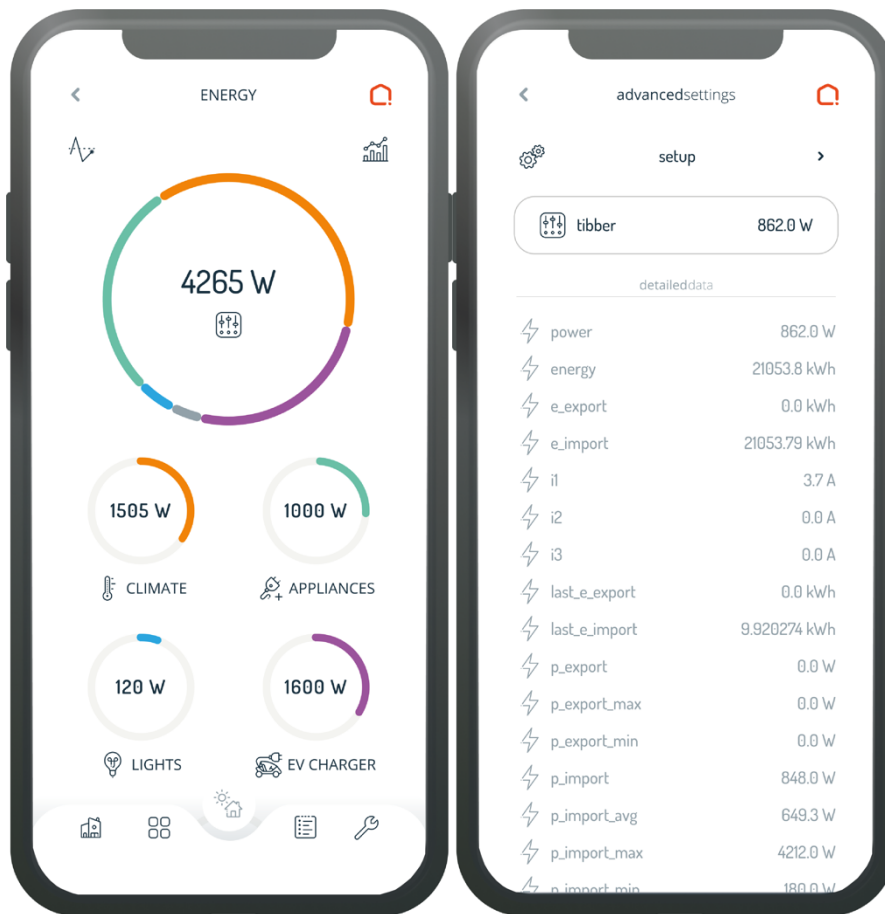 ENERGY
4265 W
1505 W
1000 W
CLIMATE
APPLIANCES
120 W
1600 W
LIGHTS
EV CHARGER
advancedsettings
setup
tibber 862.0 W
detaileddata
power 862.0 W
energy 21053.8 kWh
e_export 0.0 kWh
e_import 21053.79 kWh
i1 3.7 A
i2 0.0 A
i3 0.0 A
last_e_export 0.0 kWh
last_e_import 9.920274 kWh
p_export 0.0 W
p_export_max 0.0 W
p_export_min 0.0 W
p_import 848.0 W
p_import_avg 649.3 W
p_import_max 4212.0 W
p_import_min 180.0 W